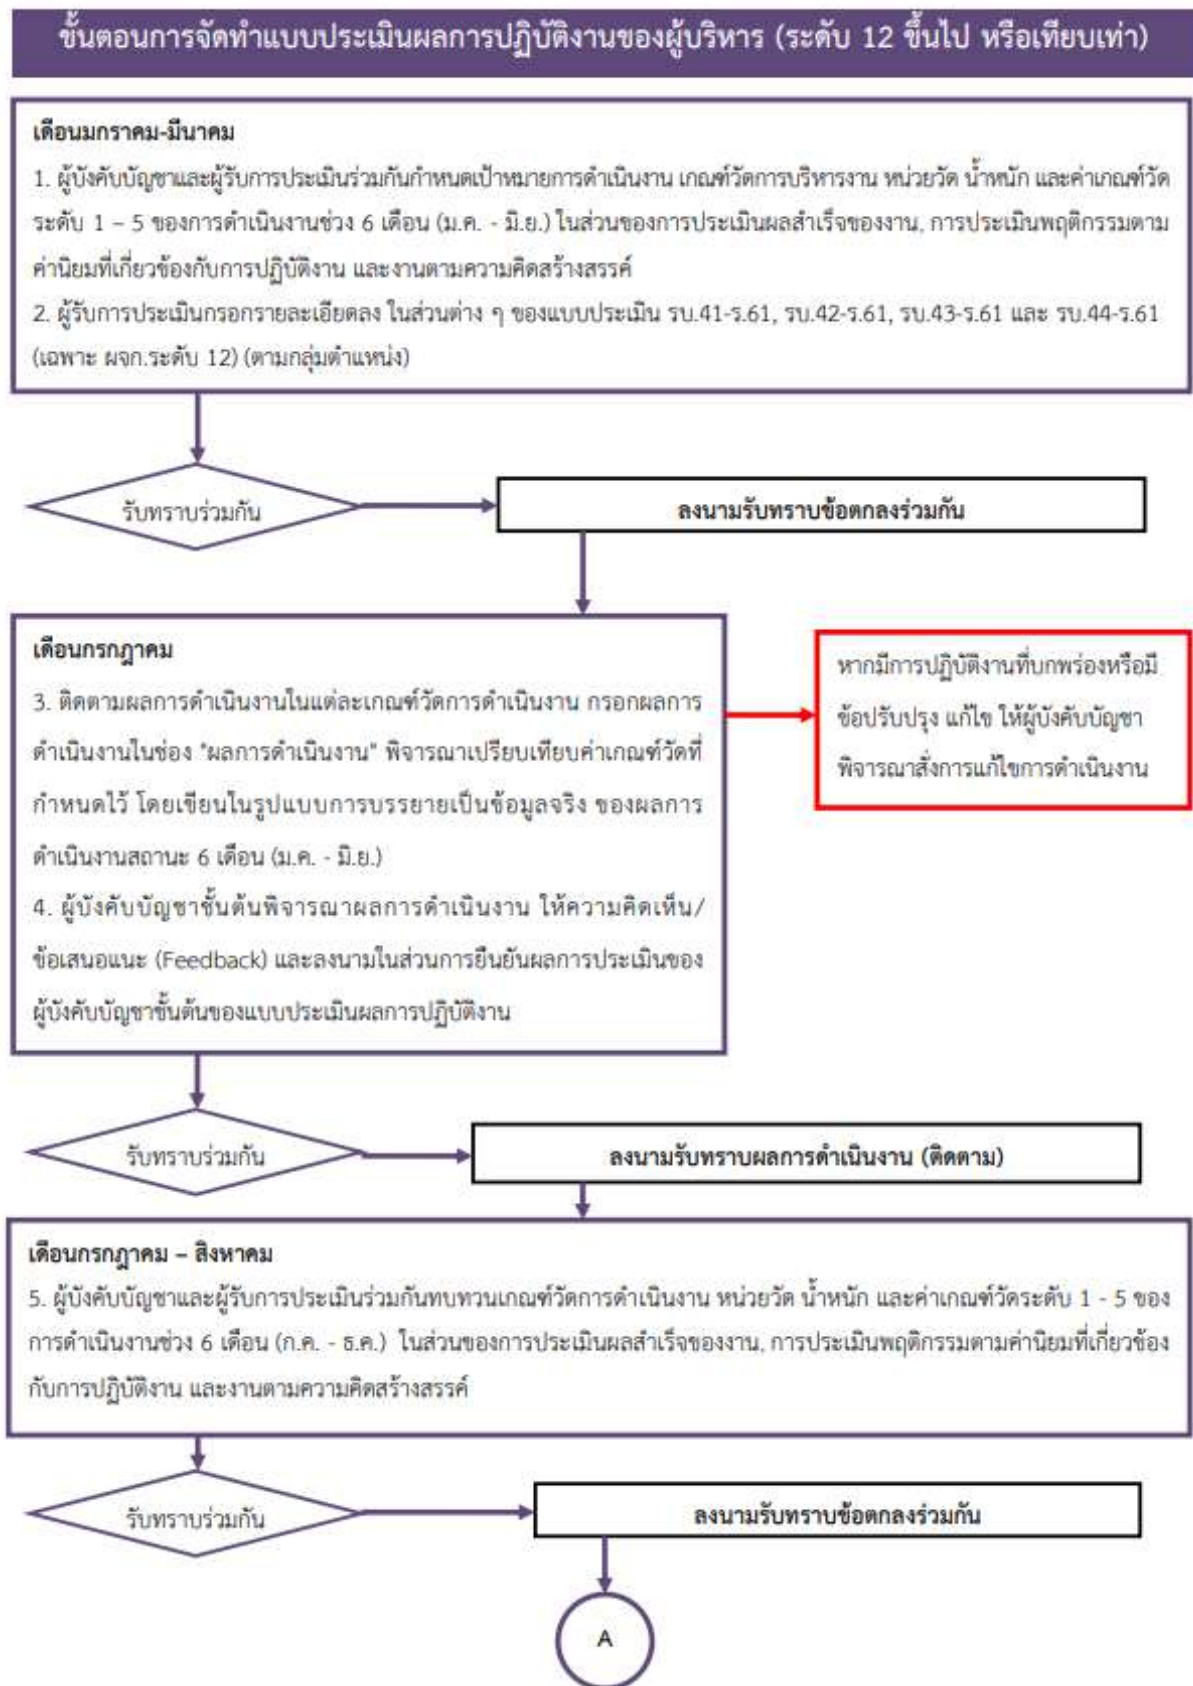 ขั้นตอนการจัดทำแบบประเมินผลการปฏิบัติงานของผู้บริหาร (ระดับ 12 ขึ้นไป หรือเทียบเท่า)
เดือนมกราคม-มีนาคม
1. ผู้บังคับบัญชาและผู้รับการประเมินร่วมกันกำหนดเป้าหมายการดำเนินงาน เกณฑ์วัดการบริหารงาน หน่วยวัด น้ำหนัก และค่าเกณฑ์วัด
ระดับ 1 – 5 ของการดำเนินงานช่วง 6 เดือน (ม.ค. - มิ.ย.) ในส่วนของการประเมินผลสำเร็จของงาน, การประเมินพฤติกรรมตาม
ค่านิยมที่เกี่ยวข้องกับการปฏิบัติงาน และงานตามความคิดสร้างสรรค์
2. ผู้รับการประเมินกรอกรายละเอียดลง ในส่วนต่าง ๆ ของแบบประเมิน รบ.41-ร.61, รบ.42-ร.61, รบ.43-ร.61 และ รบ.44-ร.61
(เฉพาะ ผจก.ระดับ 12) (ตามกลุ่มตำแหน่ง)
รับทราบร่วมกัน
ลงนามรับทราบข้อตกลงร่วมกัน
เดือนกรกฎาคม
3. ติดตามผลการดำเนินงานในแต่ละเกณฑ์วัดการดำเนินงาน กรอกผลการ
ดำเนินงานในช่อง "ผลการดำเนินงาน" พิจารณาเปรียบเทียบค่าเกณฑ์วัดที่
กำหนดไว้ โดยเขียนในรูปแบบการบรรยายเป็นข้อมูลจริง ของผลการ
ดำเนินงานสถานะ 6 เดือน (ม.ค. - มิ.ย.)
4. ผู้บังคับบัญชาชั้นต้นพิจารณาผลการดำเนินงาน ให้ความคิดเห็น/
ข้อเสนอแนะ (Feedback) และลงนามในส่วนการยืนยันผลการประเมินของ
ผู้บังคับบัญชาชั้นต้นของแบบประเมินผลการปฏิบัติงาน
หากมีการปฏิบัติงานที่บกพร่องหรือมี
ข้อปรับปรุง แก้ไข ให้ผู้บังคับบัญชา
พิจารณาสั่งการแก้ไขการดำเนินงาน
รับทราบร่วมกัน
ลงนามรับทราบผลการดำเนินงาน (ติดตาม)
เดือนกรกฎาคม – สิงหาคม
5. ผู้บังคับบัญชาและผู้รับการประเมินร่วมกันทบทวนเกณฑ์วัดการดำเนินงาน หน่วยวัด น้ำหนัก และค่าเกณฑ์วัดระดับ 1 - 5 ของ
การดำเนินงานช่วง 6 เดือน (ก.ค. - ธ.ค.) ในส่วนของการประเมินผลสำเร็จของงาน, การประเมินพฤติกรรมตามค่านิยมที่เกี่ยวข้อง
กับการปฏิบัติงาน และงานตามความคิดสร้างสรรค์
รับทราบร่วมกัน
ลงนามรับทราบข้อตกลงร่วมกัน
A